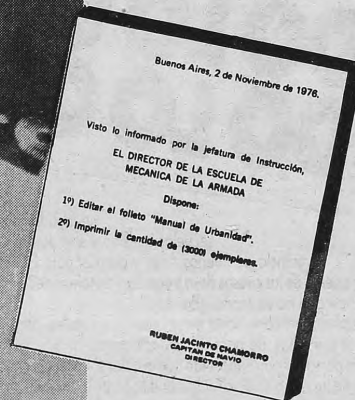 Buenos Aires, 2 de Noviembre de 1976.
Visto lo informado por la jefatura de Instrucción,
EL DIRECTOR DE LA ESCUELA DE
MECANICA DE LA ARMADA
Dispone:
1º) Editar el folleto "Manual de Urbanidad".
2º) Imprimir la cantidad de (3000) ejemplares.
RUBEN JACINTO CHAMORRO
CAPITAN DE NAVIO
DIRECTOR